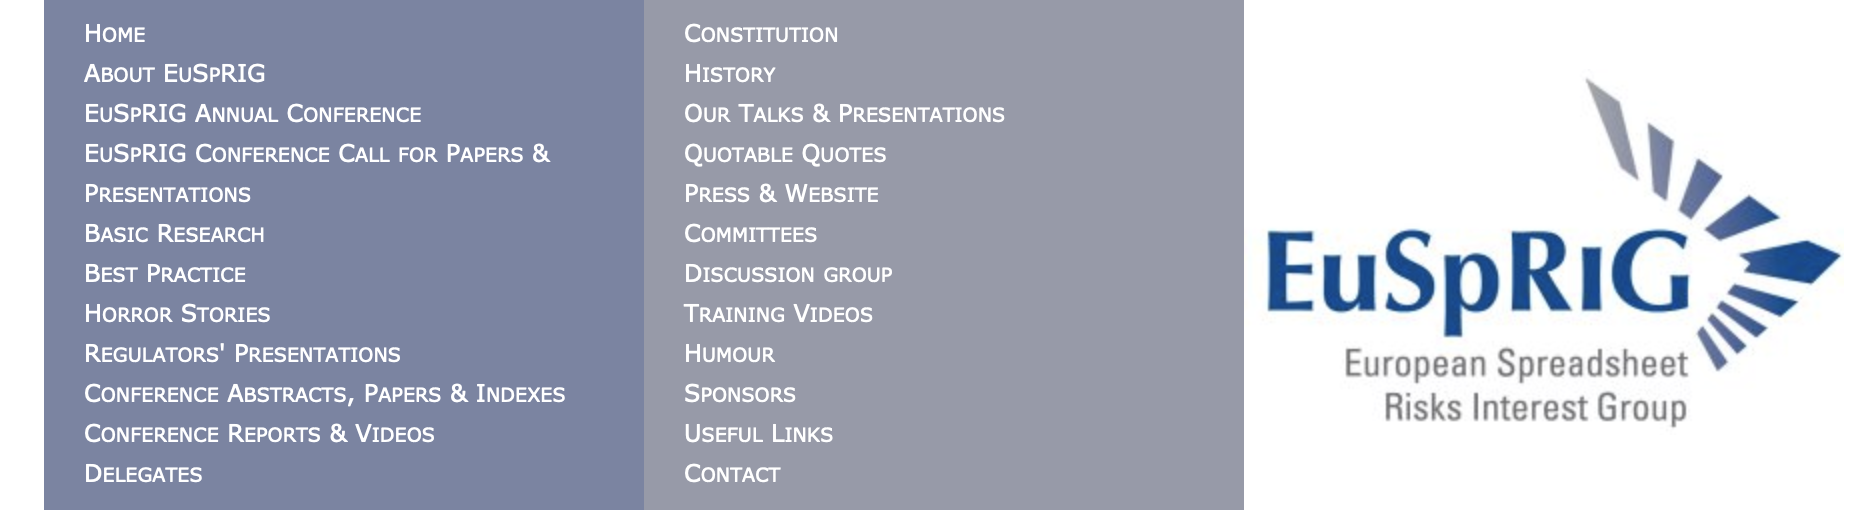 Home
About EuSpRIG
EuSpRIG Annual Conference
EuSpRIG Conference Call for Papers &
Presentations
Basic Research
Best Practice
Horror Stories
Regulators' Presentations
Conference Abstracts, Papers & Indexes
Conference Reports & Videos
Delegates
Constitution
History
Our Talks & Presentations
Quotable Quotes
Press & Website
Committees
Discussion group
Training Videos
Humour
Sponsors
Useful Links
Contact
EuSpRIG
European Spreadsheet
Risks Interest Group